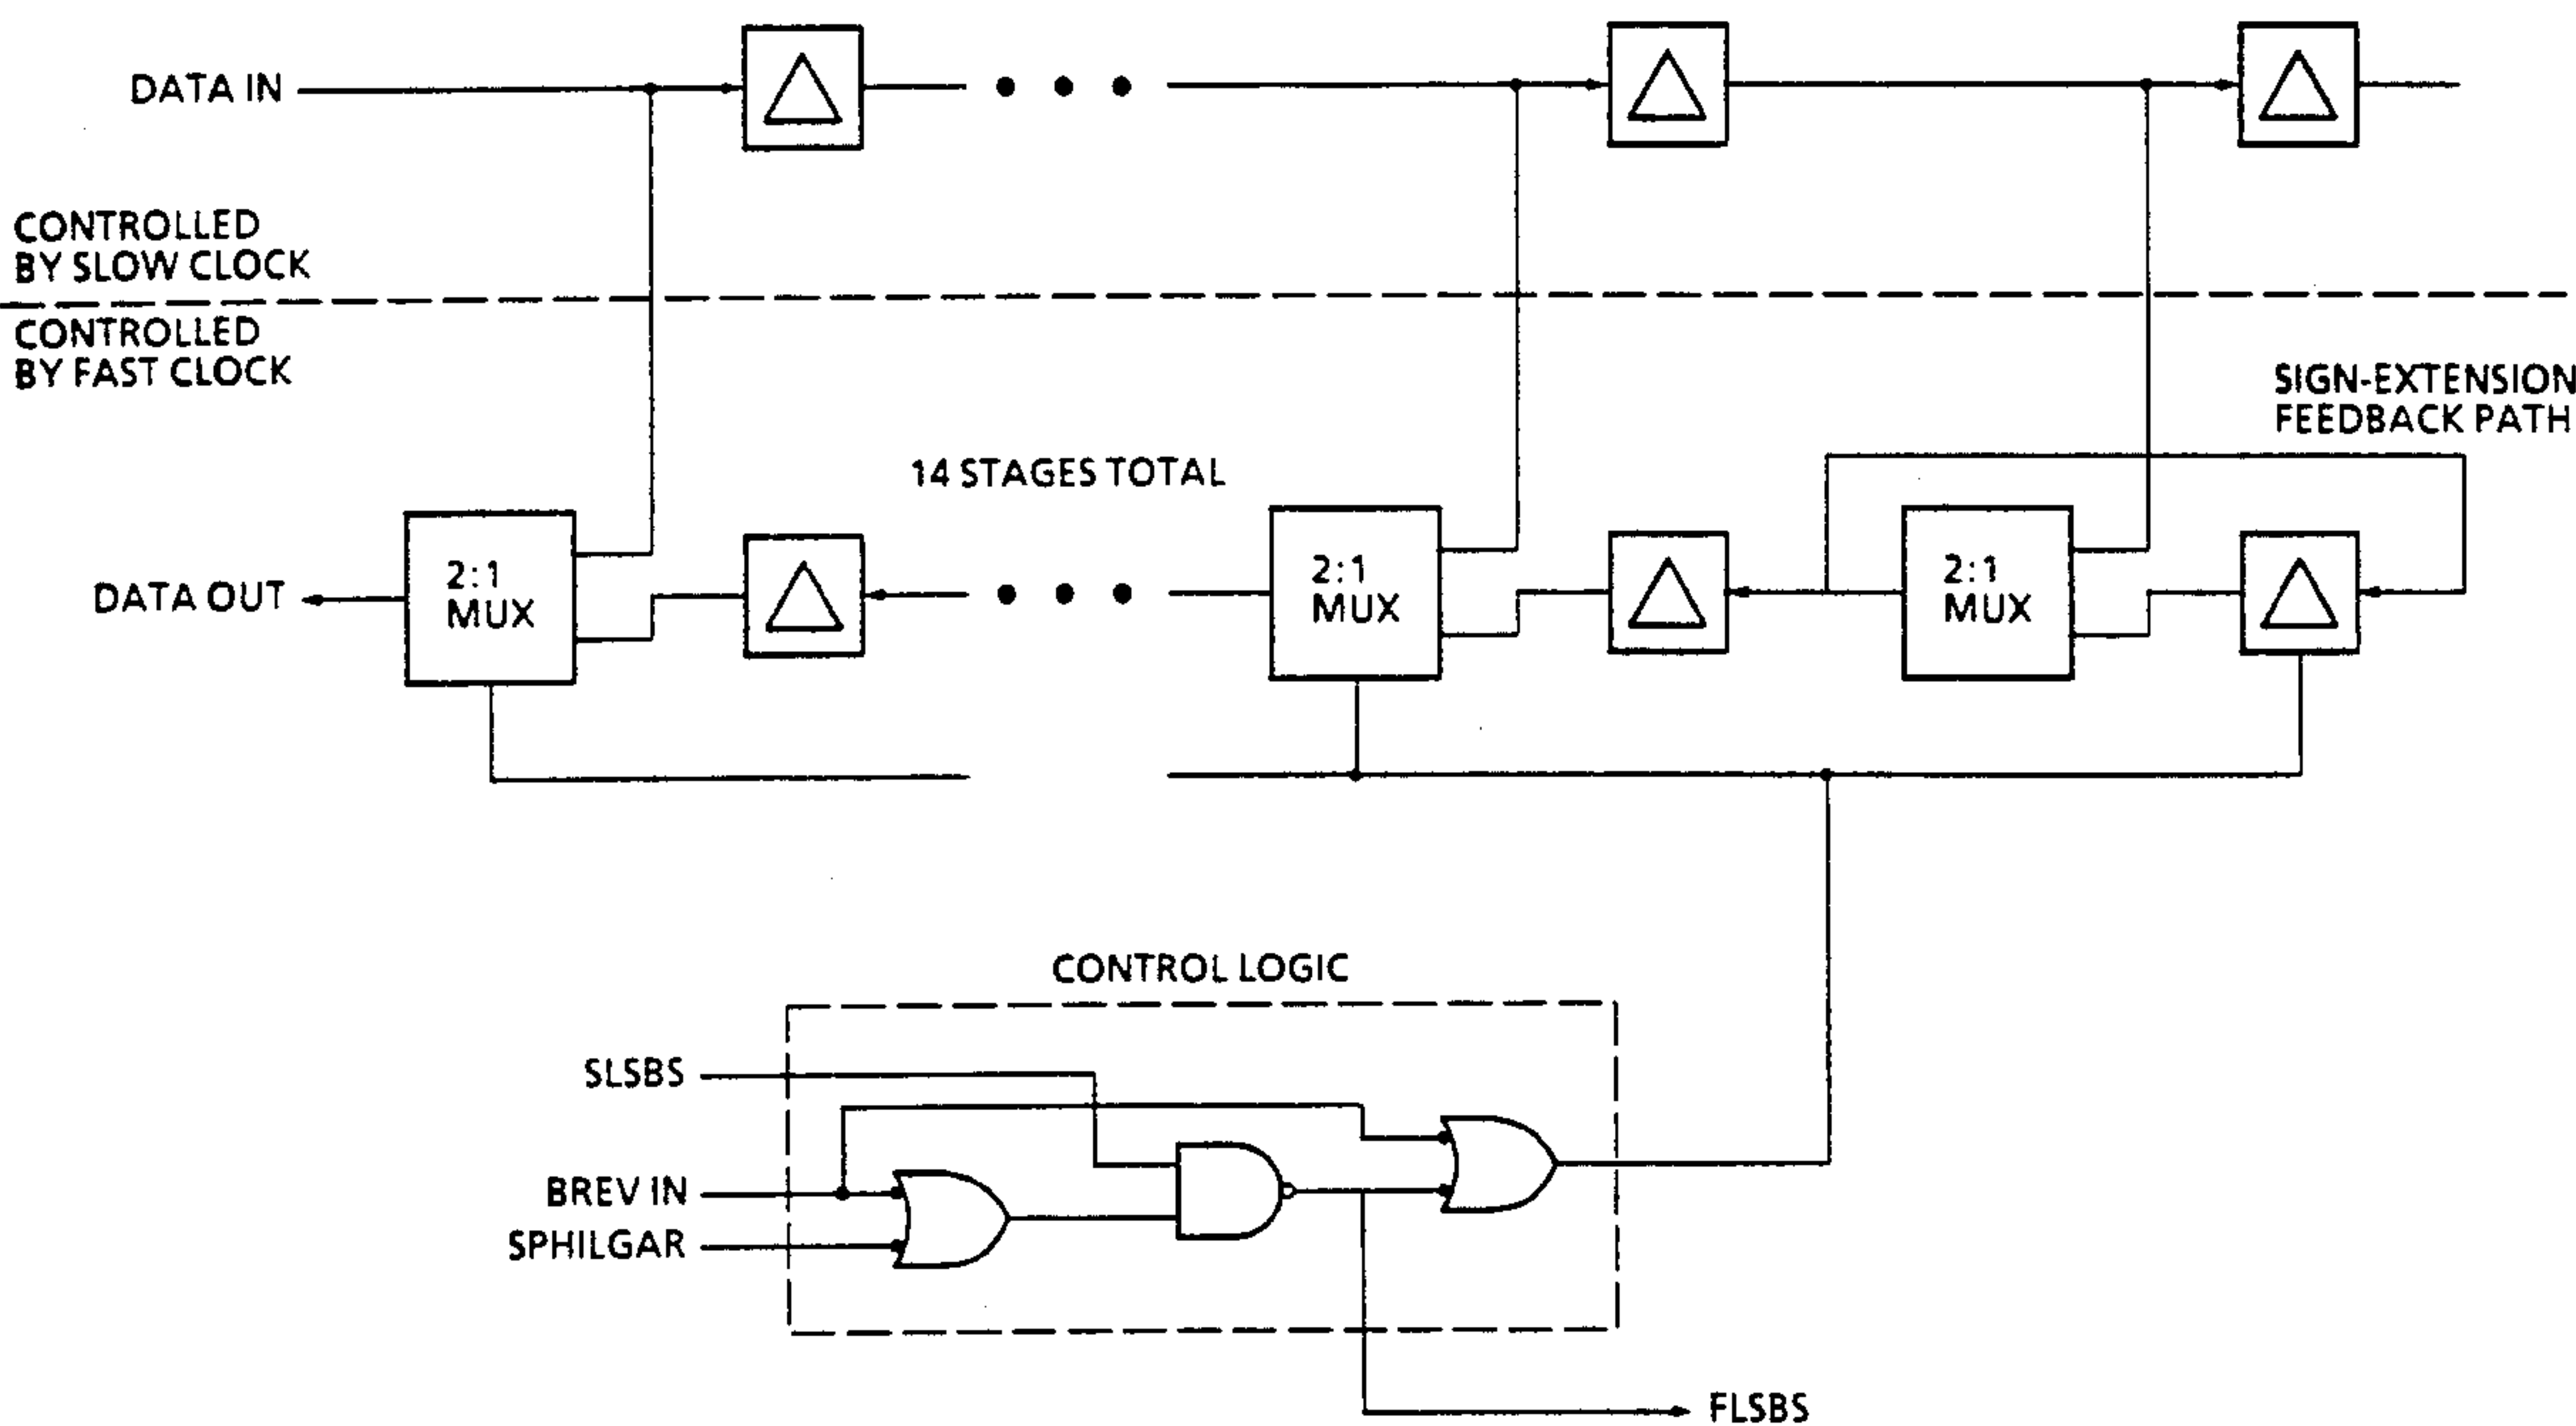 DATA IN
CONTROLLED
BY SLOW CLOCK
CONTROLLED
BY FAST CLOCK
SIGN-EXTENSION
FEEDBACK PATH
14 STAGES TOTAL
DATA OUT
2:1
MUX
2:1
MUX
2:1
MUX
CONTROL LOGIC
SLSBS
BREV IN
SPHILGAR
FLSBS